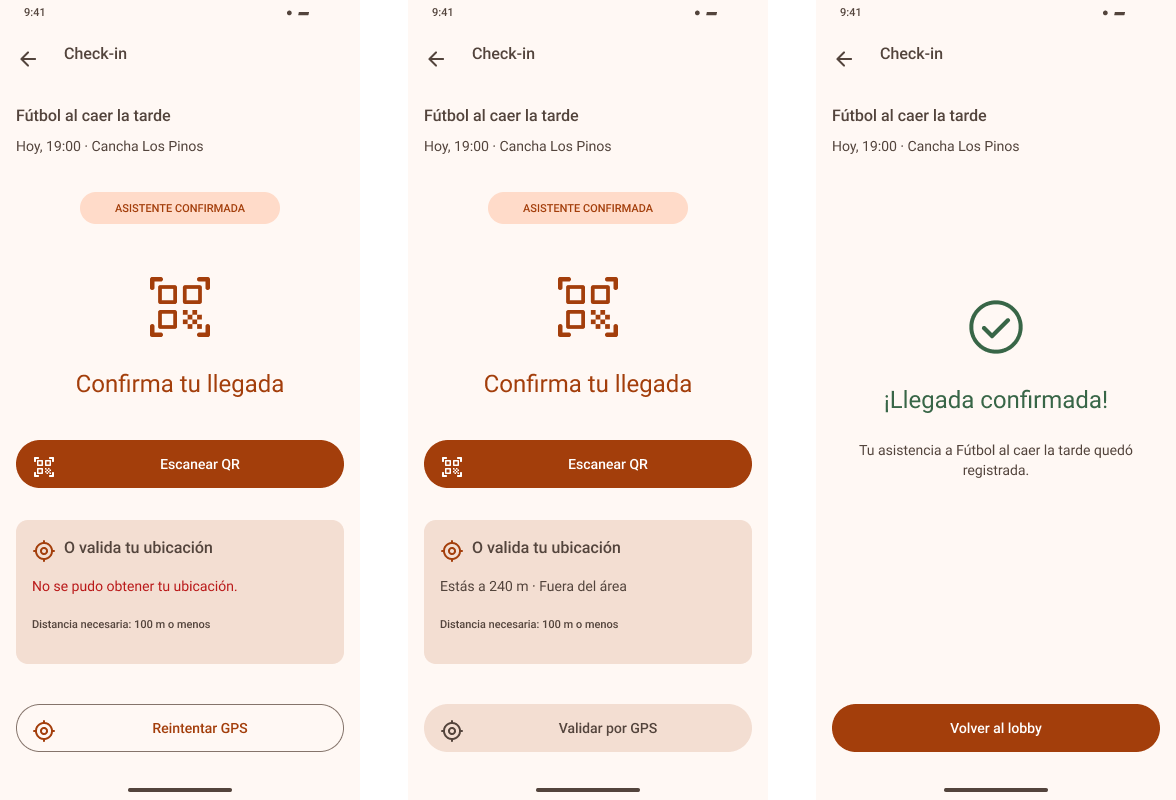 9:41
Check-in
Fútbol al caer la tarde
Hoy, 19:00 · Cancha Los Pinos
ASISTENTE CONFIRMADA
Confirma tu llegada
Escanear QR
O valida tu ubicación
No se pudo obtener tu ubicación.
Distancia necesaria: 100 m o menos
Reintentar GPS
9:41
Check-in
Fútbol al caer la tarde
Hoy, 19:00 · Cancha Los Pinos
ASISTENTE CONFIRMADA
Confirma tu llegada
Escanear QR
O valida tu ubicación
Estás a 240 m · Fuera del área
Distancia necesaria: 100 m o menos
Validar por GPS
9:41
Check-in
Fútbol al caer la tarde
Hoy, 19:00 · Cancha Los Pinos
¡Llegada confirmada!
Tu asistencia a Fútbol al caer la tarde quedó
registrada.
Volver al lobby